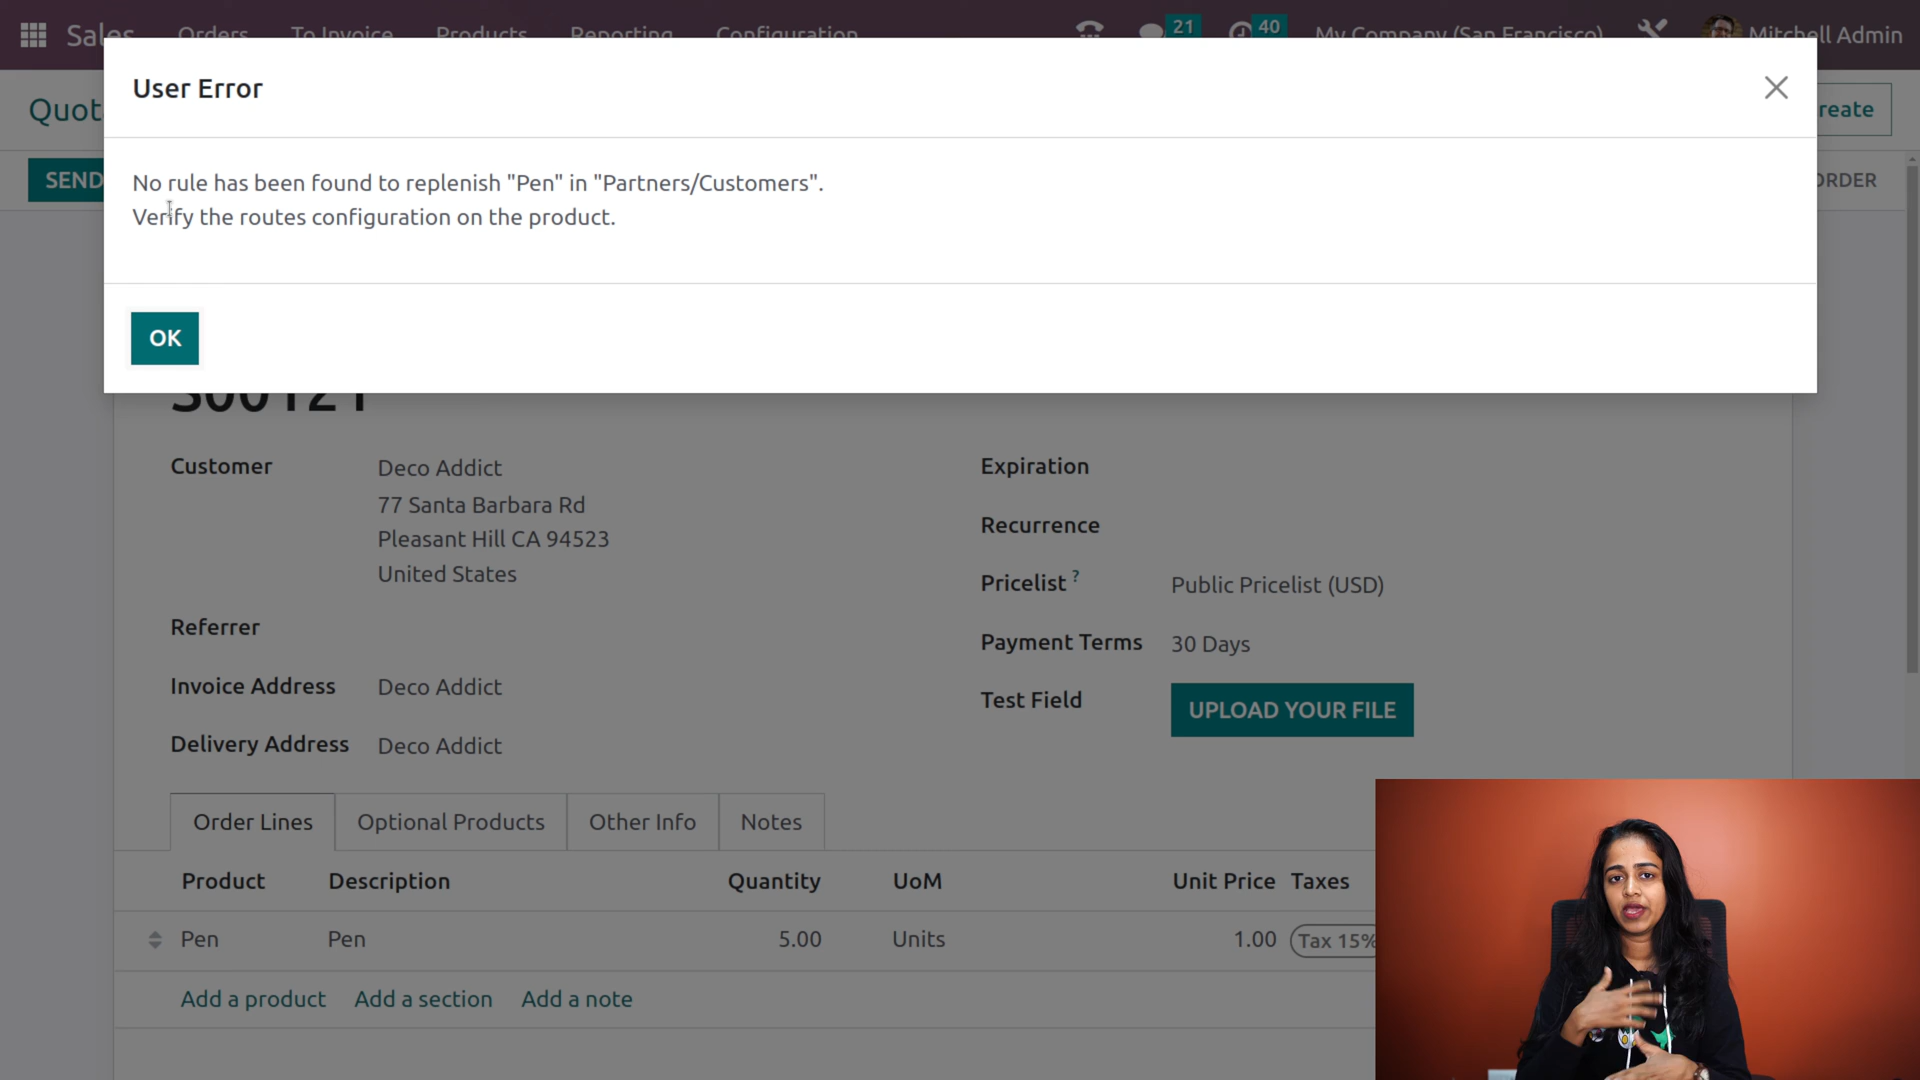 Sales Orders To Invoice Products Reporting Configuration 21 40 My Company (San Francisco) Mitchell Admin
User Error
Quot
reate
No rule has been found to replenish "Pen" in "Partners/Customers".
Verify the routes configuration on the product.
SEND
ORDER
OK
S00121
Customer Deco Addict
77 Santa Barbara Rd
Pleasant Hill CA 94523
United States
Referrer
Invoice Address Deco Addict
Delivery Address Deco Addict
Expiration
Recurrence
Pricelist ? Public Pricelist (USD)
Payment Terms 30 Days
Test Field UPLOAD YOUR FILE
Order Lines Optional Products Other Info Notes
Product Description Quantity UoM Unit Price Taxes
Pen Pen 5.00 Units 1.00 Tax 15%
Add a product Add a section Add a note